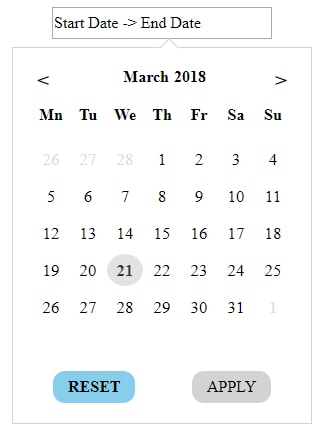 Start Date -> End Date
< March 2018 >
Mn Tu We Th Fr Sa Su
26 27 28 1 2 3 4
5 6 7 8 9 10 11
12 13 14 15 16 17 18
19 20 21 22 23 24 25
26 27 28 29 30 31 1
RESET APPLY